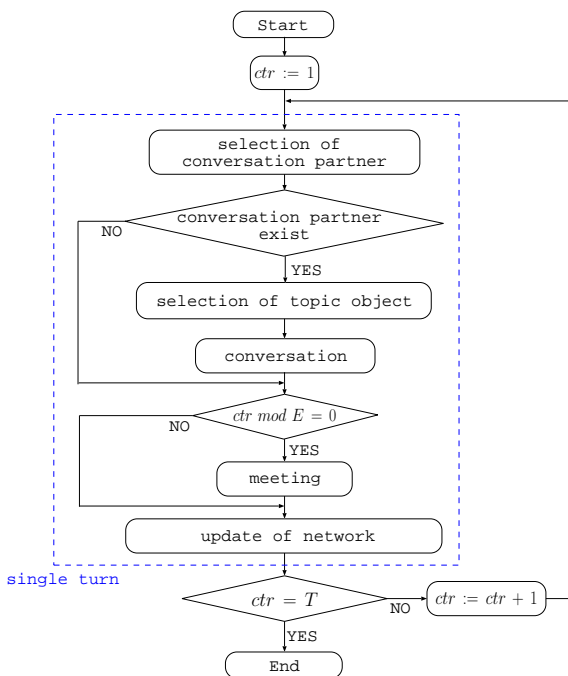 Start
ctr := 1
selection of
conversation partner
conversation partner
exist
NO
YES
selection of topic object
conversation
ctr mod E = 0
NO
YES
meeting
update of network
single turn
ctr = T
NO
ctr := ctr + 1
YES
End